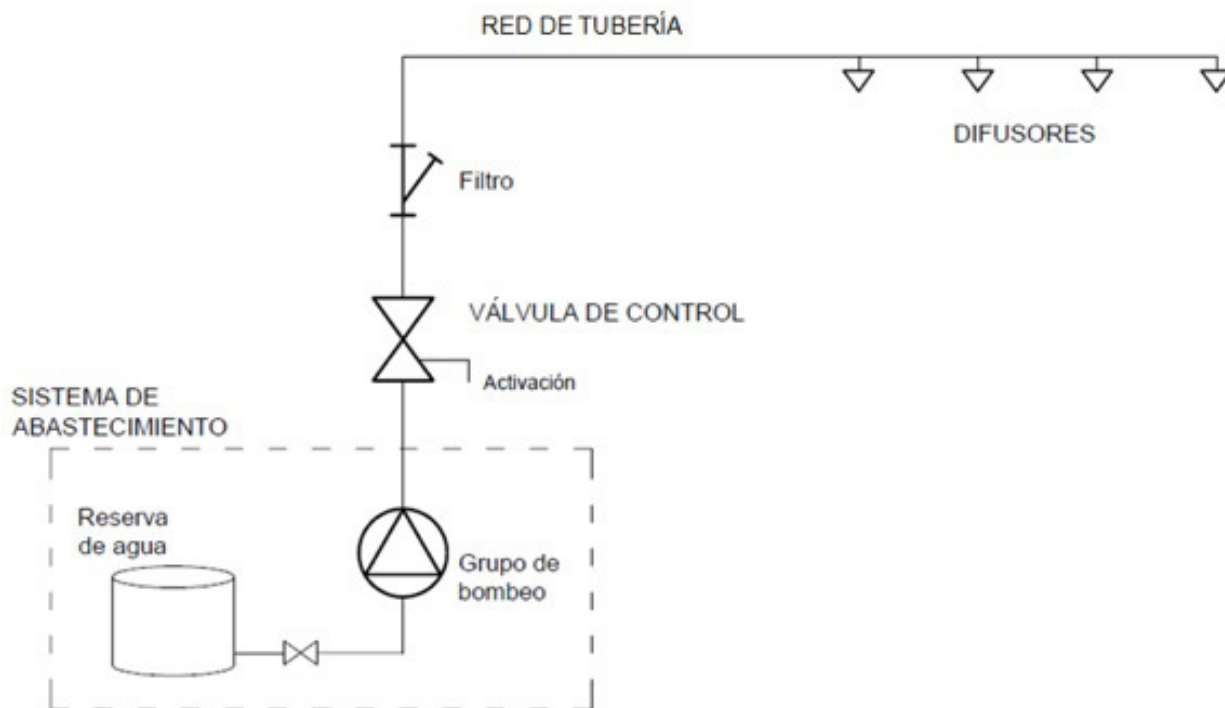 RED DE TUBERÍA
DIFUSORES
Filtro
VÁLVULA DE CONTROL
Activación
SISTEMA DE
ABASTECIMIENTO
Reserva
de agua
Grupo de
bombeo